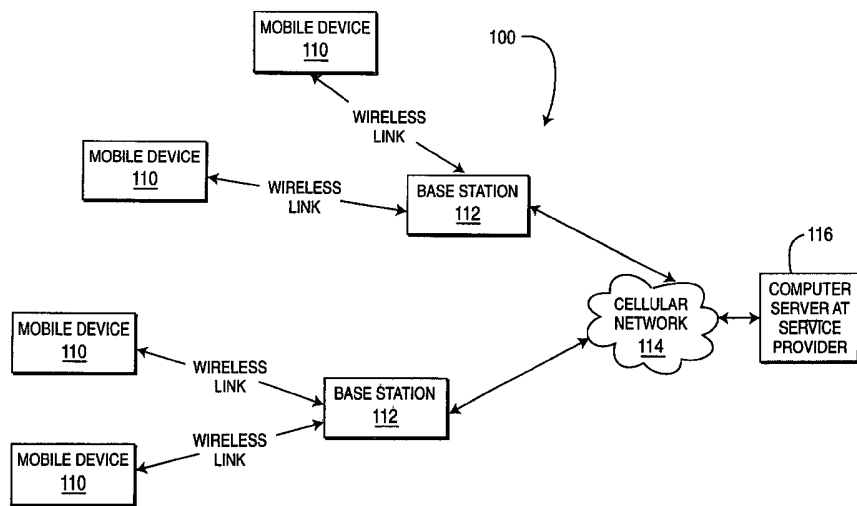 MOBILE DEVICE
110
100
WIRELESS
LINK
MOBILE DEVICE
110
WIRELESS
LINK
BASE STATION
112
116
COMPUTER
SERVER AT
SERVICE
PROVIDER
CELLULAR
NETWORK
114
MOBILE DEVICE
110
WIRELESS
LINK
BASE STATION
112
WIRELESS
LINK
MOBILE DEVICE
110